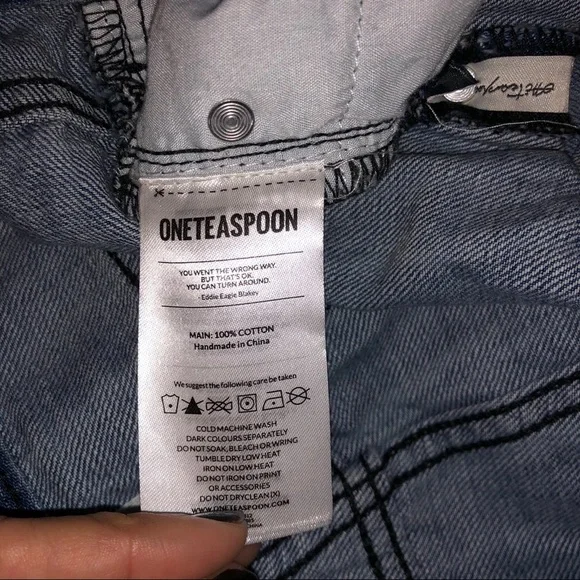 ONETEASPOON
YOU WENT THE WRONG WAY.
BUT THAT'S OK.
YOU CAN TURN AROUND.
- Eddie Eagle Blakey
MAIN: 100% COTTON
Handmade in China
We suggest the following care be taken
COLD MACHINE WASH
DARK COLOURS SEPARATELY
DO NOT SOAK, BLEACH OR WRING
TUMBLE DRY LOW HEAT
IRON ON LOW HEAT
DO NOT IRON ON PRINT
OR ACCESSORIES
DO NOT DRYCLEAN (X)
WWW.ONETEASPOON.COM
CHINA
OneTeaspoon